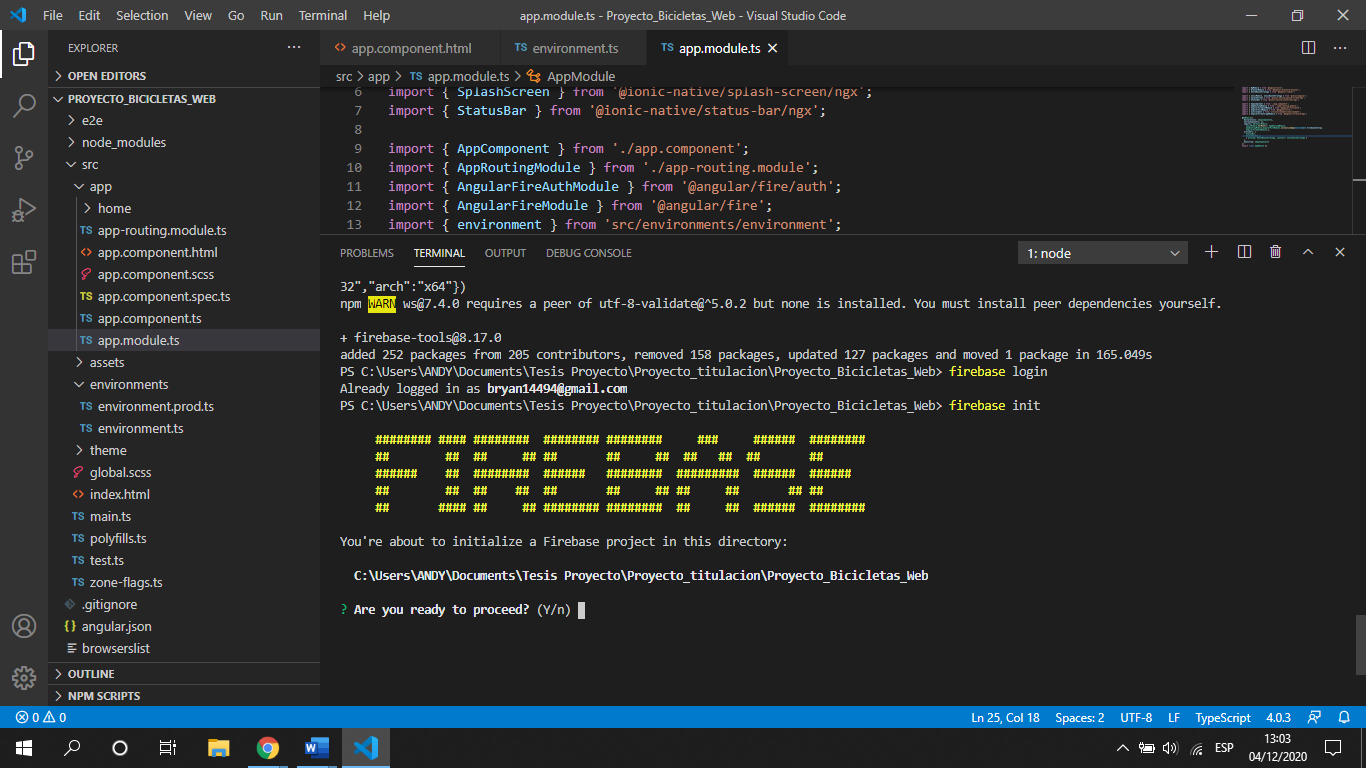 File Edit Selection View Go Run Terminal Help app.module.ts - Proyecto_Bicicletas_Web - Visual Studio Code
EXPLORER
OPEN EDITORS
PROYECTO_BICICLETAS_WEB
e2e
node_modules
src
app
home
app-routing.module.ts
app.component.html
app.component.scss
app.component.spec.ts
app.component.ts
app.module.ts
assets
environments
environment.prod.ts
environment.ts
theme
global.scss
index.html
main.ts
polyfills.ts
test.ts
zone-flags.ts
.gitignore
angular.json
browserslist
OUTLINE
NPM SCRIPTS
app.component.html TS environment.ts TS app.module.ts
src > app > TS app.module.ts > AppModule
6 import { SplashScreen } from '@ionic-native/splash-screen/ngx';
7 import { StatusBar } from '@ionic-native/status-bar/ngx';
8
9 import { AppComponent } from './app.component';
10 import { AppRoutingModule } from './app-routing.module';
11 import { AngularFireAuthModule } from '@angular/fire/auth';
12 import { AngularFireModule } from '@angular/fire';
13 import { environment } from 'src/environments/environment';
PROBLEMS TERMINAL OUTPUT DEBUG CONSOLE 1: node
32","arch":"x64"})
npm WARN ws@7.4.0 requires a peer of utf-8-validate@^5.0.2 but none is installed. You must install peer dependencies yourself.
+ firebase-tools@8.17.0
added 252 packages from 205 contributors, removed 158 packages, updated 127 packages and moved 1 package in 165.049s
PS C:\Users\ANDY\Documents\Tesis Proyecto\Proyecto_titulacion\Proyecto_Bicicletas_Web> firebase login
Already logged in as bryan14494@gmail.com
PS C:\Users\ANDY\Documents\Tesis Proyecto\Proyecto_titulacion\Proyecto_Bicicletas_Web> firebase init
FIREBASE
You're about to initialize a Firebase project in this directory:
C:\Users\ANDY\Documents\Tesis Proyecto\Proyecto_titulacion\Proyecto_Bicicletas_Web
? Are you ready to proceed? (Y/n)
0 0 Ln 25, Col 18 Spaces: 2 UTF-8 LF TypeScript 4.0.3
ESP
13:03
04/12/2020